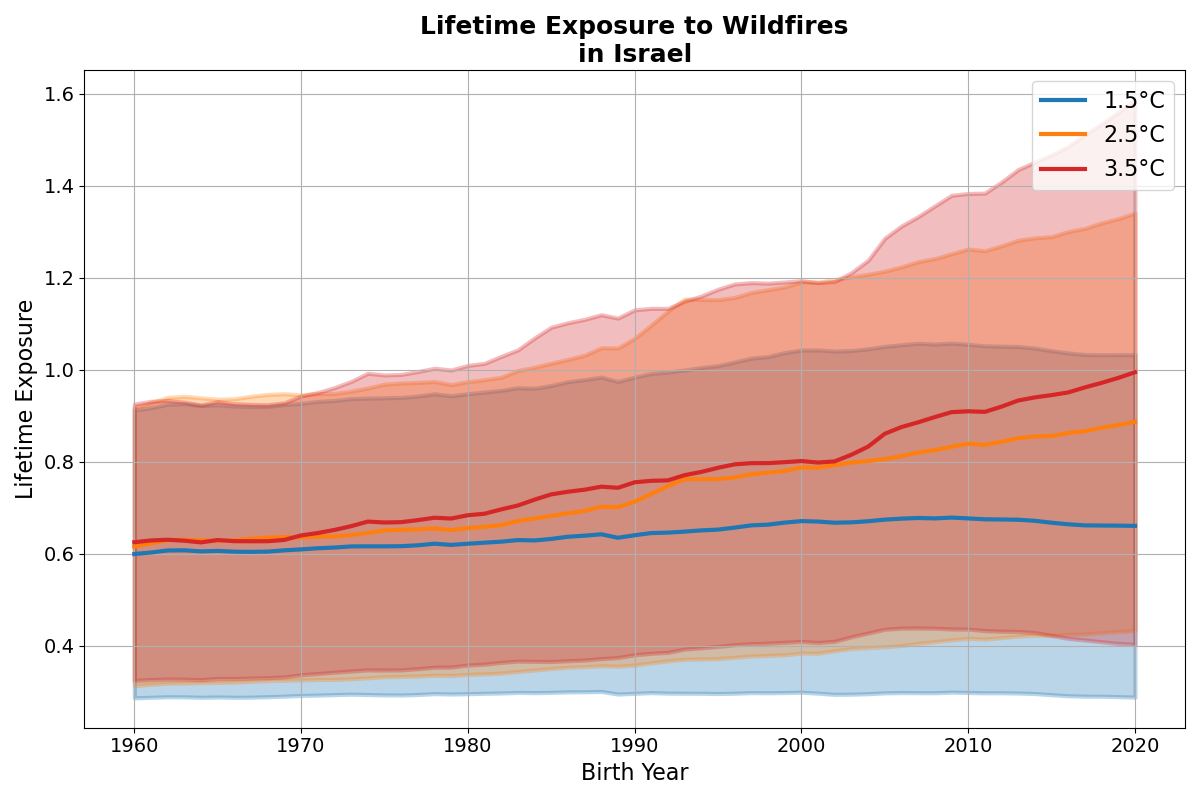 Lifetime Exposure to Wildfires
in Israel
1.5°C
2.5°C
3.5°C
Lifetime Exposure
1.6
1.4
1.2
1.0
0.8
0.6
0.4
1960 1970 1980 1990 2000 2010 2020
Birth Year